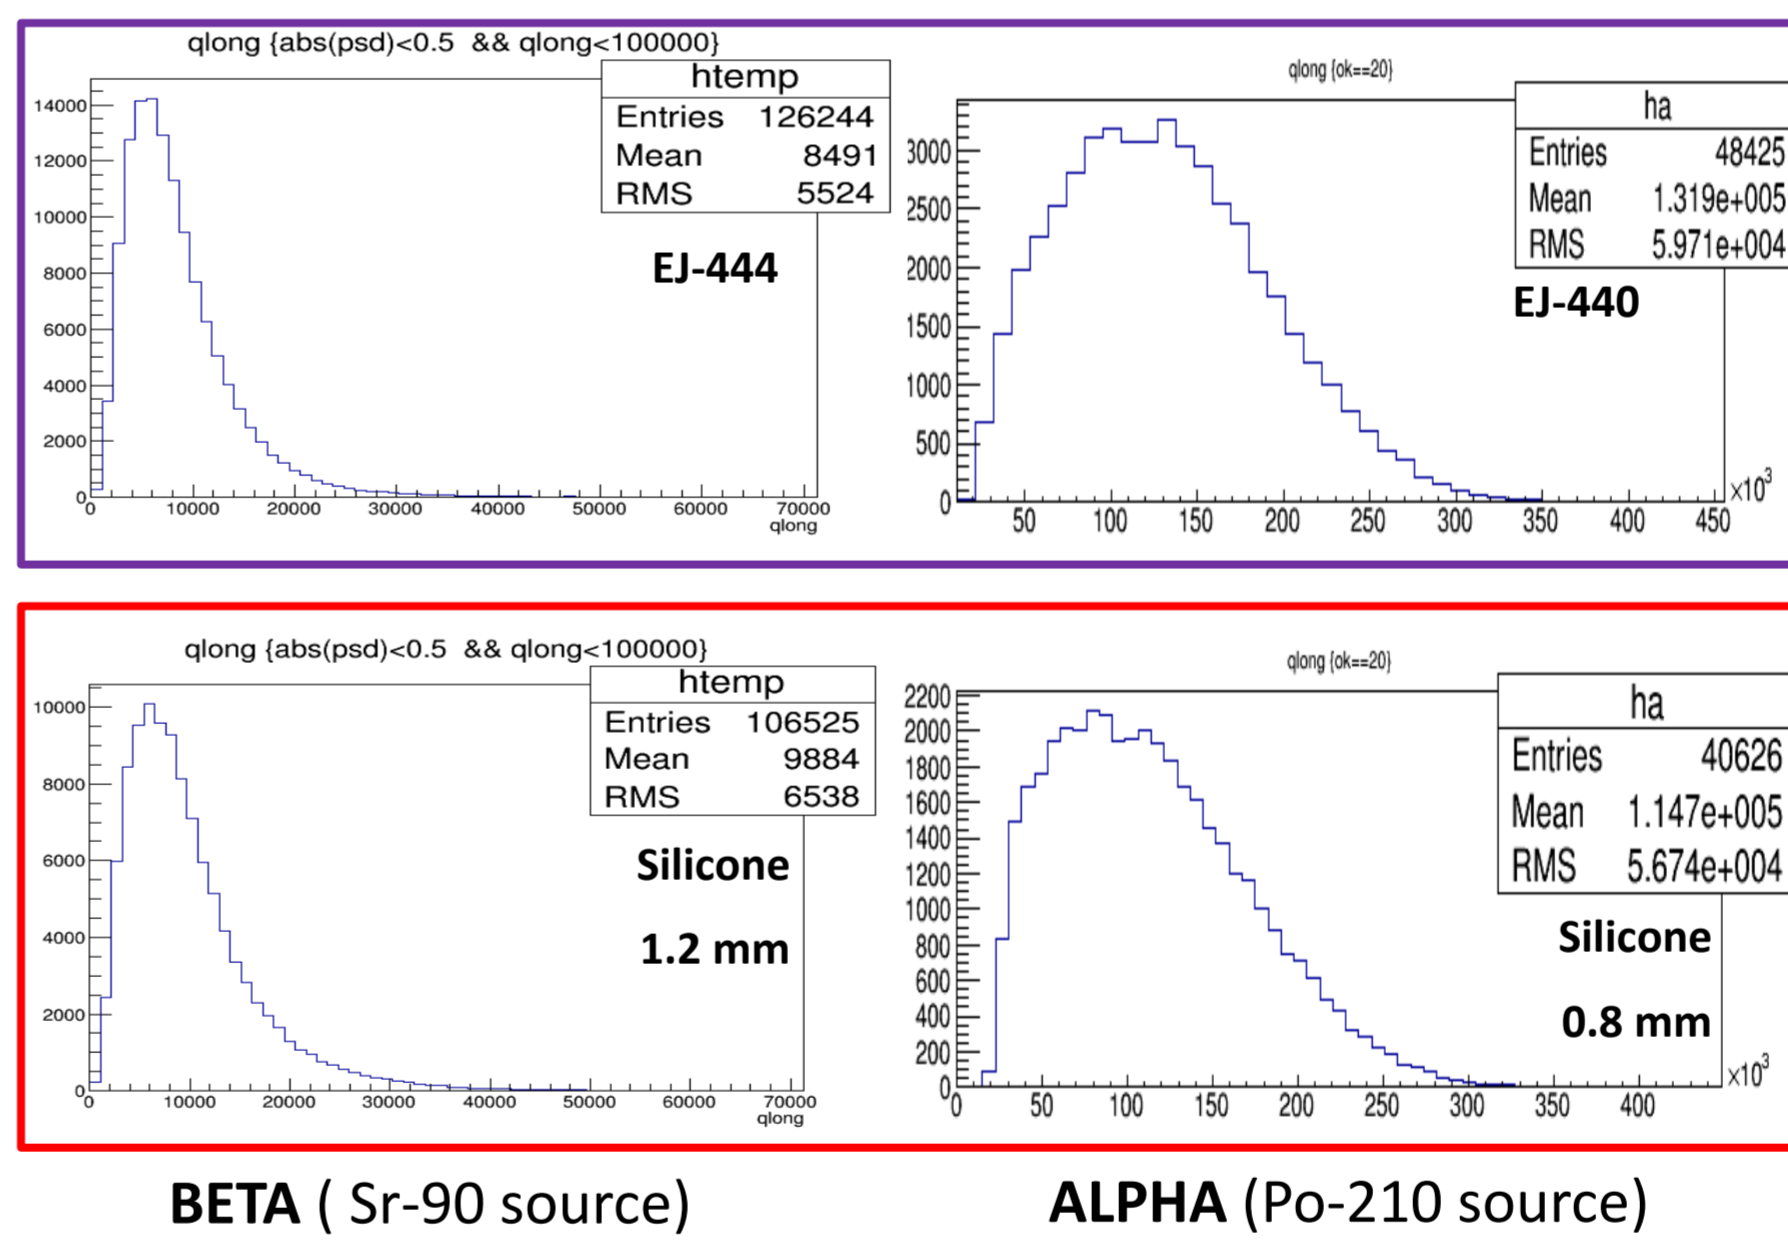 qlong {abs(psd)<0.5 && qlong<100000}
htemp
Entries 126244
Mean 8491
RMS 5524
EJ-444
14000
12000
10000
8000
6000
4000
2000
0
0 10000 20000 30000 40000 50000 60000 70000
qlong
qlong {ok==20}
ha
Entries 48425
Mean 1.319e+005
RMS 5.971e+004
EJ-440
3000
2500
2000
1500
1000
500
0
50 100 150 200 250 300 350 400 450
×10³
qlong {abs(psd)<0.5 && qlong<100000}
htemp
Entries 106525
Mean 9884
RMS 6538
Silicone
1.2 mm
10000
8000
6000
4000
2000
0
0 10000 20000 30000 40000 50000 60000 70000
qlong
qlong {ok==20}
ha
Entries 40626
Mean 1.147e+005
RMS 5.674e+004
Silicone
0.8 mm
2200
2000
1800
1600
1400
1200
1000
800
600
400
200
0
0 50 100 150 200 250 300 350 400
×10³
BETA ( Sr-90 source)
ALPHA (Po-210 source)